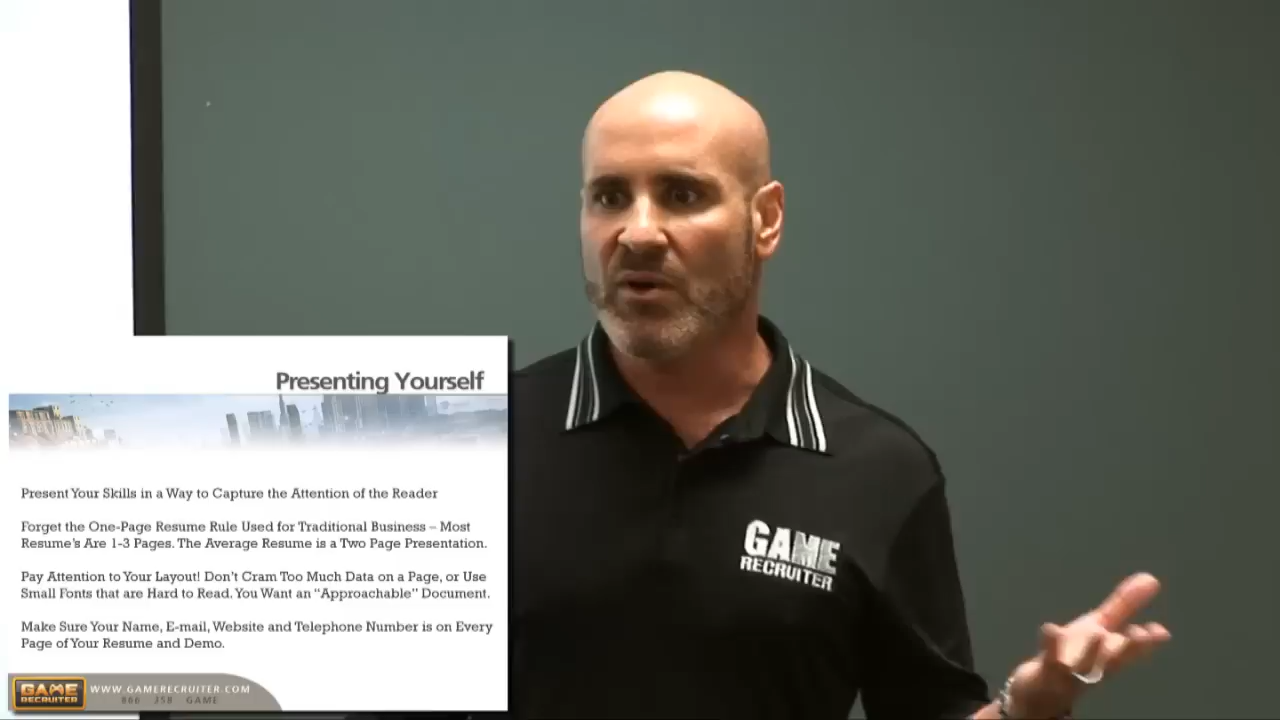 Presenting Yourself
Present Your Skills in a Way to Capture the Attention of the Reader
Forget the One-Page Resume Rule Used for Traditional Business – Most
Resume's Are 1-3 Pages. The Average Resume is a Two Page Presentation.
Pay Attention to Your Layout! Don't Cram Too Much Data on a Page, or Use
Small Fonts that are Hard to Read. You Want an “Approachable” Document.
Make Sure Your Name, E-mail, Website and Telephone Number is on Every
Page of Your Resume and Demo.
GAME
RECRUITER
WWW.GAMERECRUITER.COM
866 358 GAME
GAME
RECRUITER